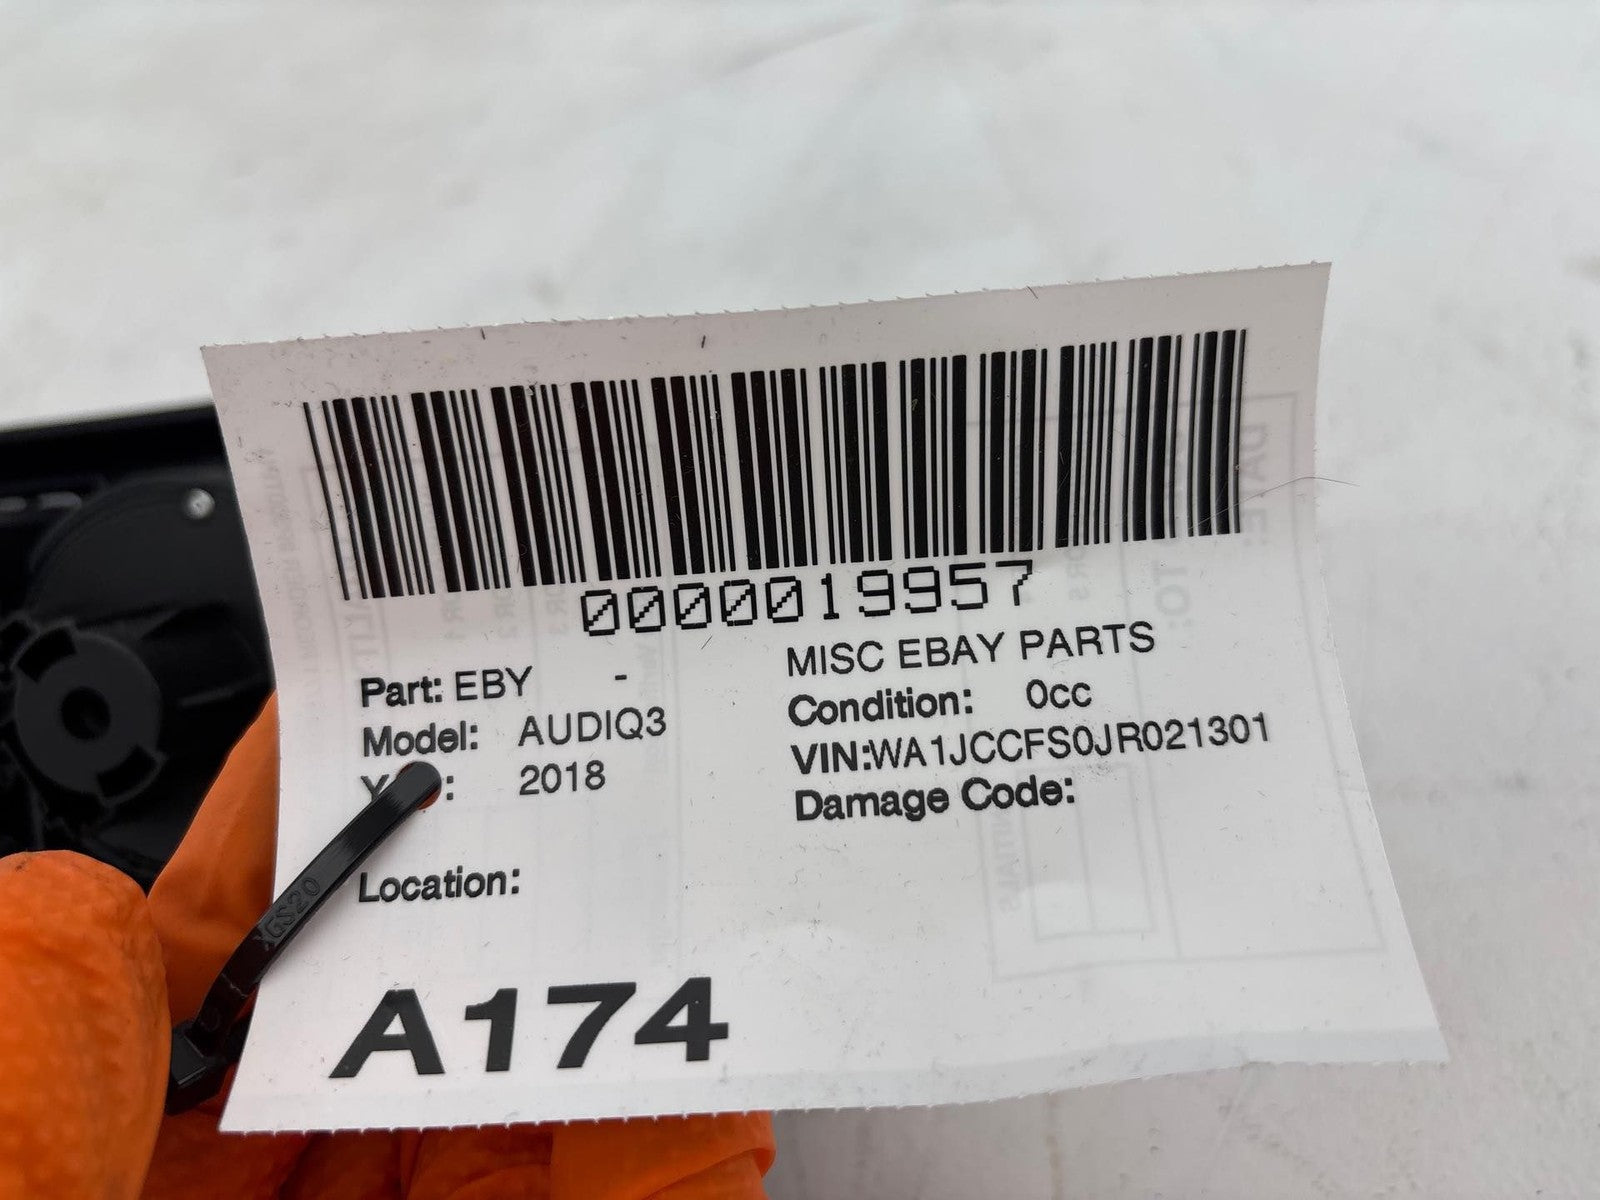 0000019957
Part: EBY -
MISC EBAY PARTS
Model: AUDIQ3
Condition: 0cc
2018
VIN:WA1JCCFS0JR021301
Damage Code:
Location:
A174